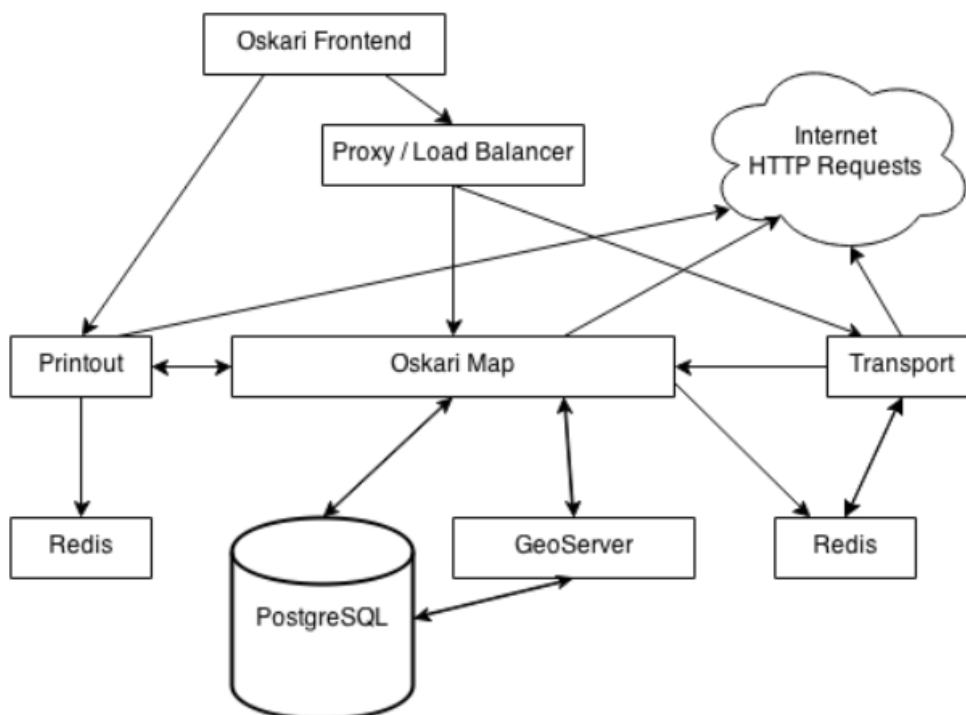 Oskari Frontend
Proxy / Load Balancer
Internet
HTTP Requests
Printout
Oskari Map
Transport
Redis
GeoServer
Redis
PostgreSQL